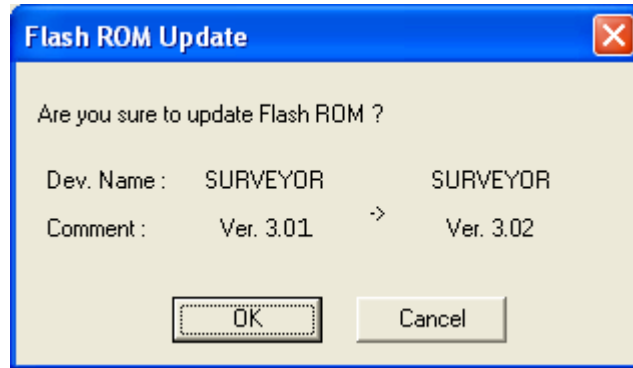 Flash ROM Update
Are you sure to update Flash ROM ?
Dev. Name : SURVEYOR SURVEYOR
Comment : Ver. 3.01 -> Ver. 3.02
OK Cancel